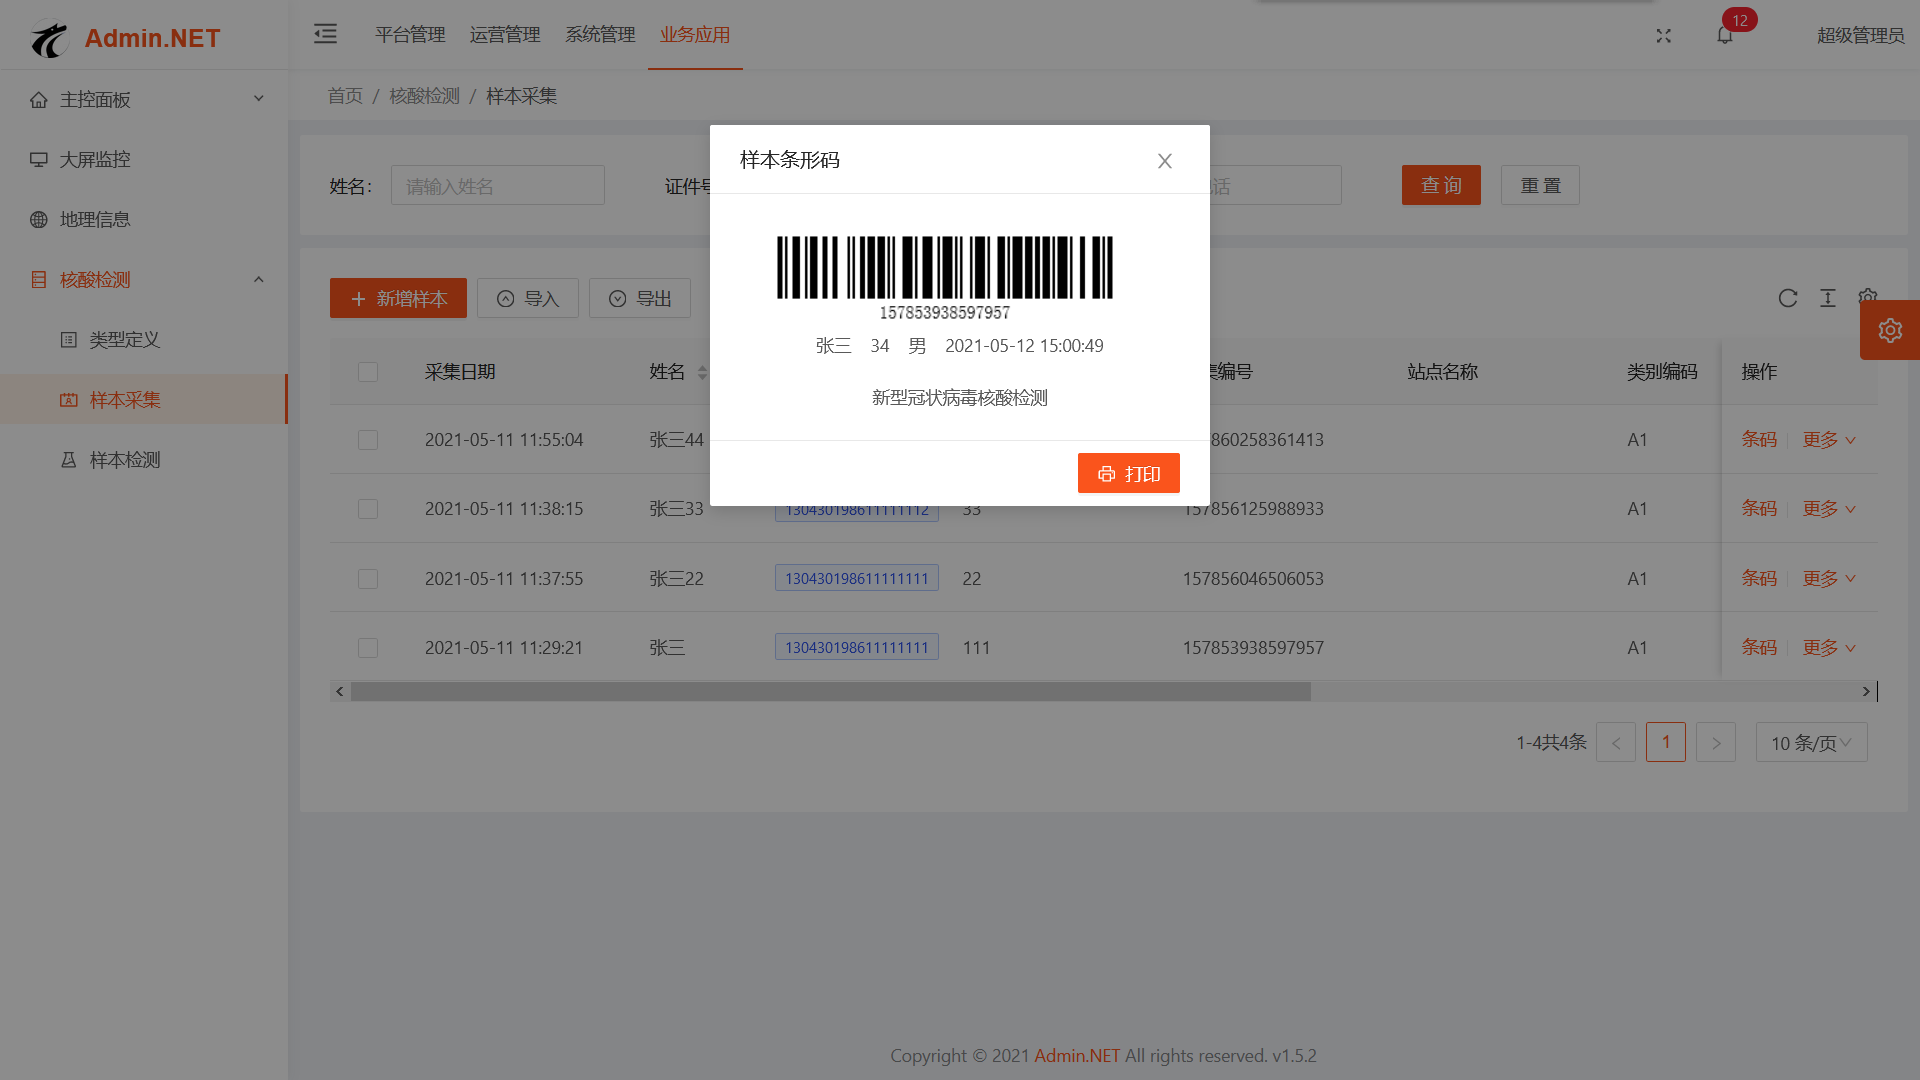 Admin.NET
平台管理 运营管理 系统管理 业务应用
12
超级管理员
主控面板
大屏监控
地理信息
核酸检测
类型定义
样本采集
样本检测
首页 / 核酸检测 / 样本采集
姓名: 请输入姓名 证件号 话 查 询 重 置
新增样本 导入 导出
样本条形码
157853938597957
张三 34 男 2021-05-12 15:00:49
新型冠状病毒核酸检测
打印
采集日期 姓名 编号 站点名称 类别编码 操作
2021-05-11 11:55:04 张三44 860258361413 A1 条码 更多
2021-05-11 11:38:15 张三33 130430198611111112 33 157856125988933 A1 条码 更多
2021-05-11 11:37:55 张三22 130430198611111111 22 157856046506053 A1 条码 更多
2021-05-11 11:29:21 张三 130430198611111111 111 157853938597957 A1 条码 更多
1-4共4条 < 1 > 10 条/页
Copyright © 2021 Admin.NET All rights reserved. v1.5.2